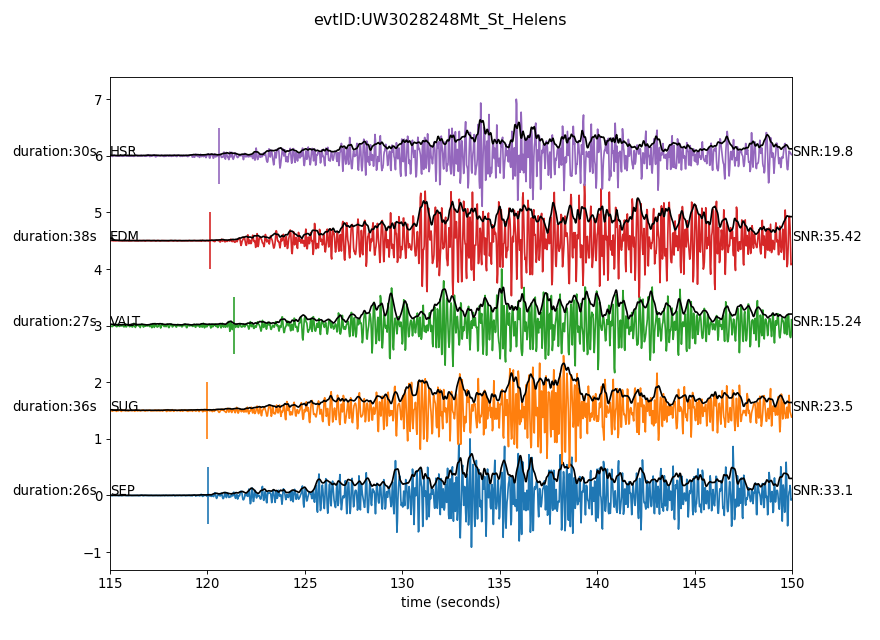 evtID:UW3028248Mt_St_Helens
7
duration:30s 6 HSR SNR:19.8
5
duration:38s EDM SNR:35.42
4
duration:27s 3 VALT SNR:15.24
2
duration:36s SUG SNR:23.5
1
duration:26s 0 SEP SNR:33.1
−1
115 120 125 130 135 140 145 150
time (seconds)